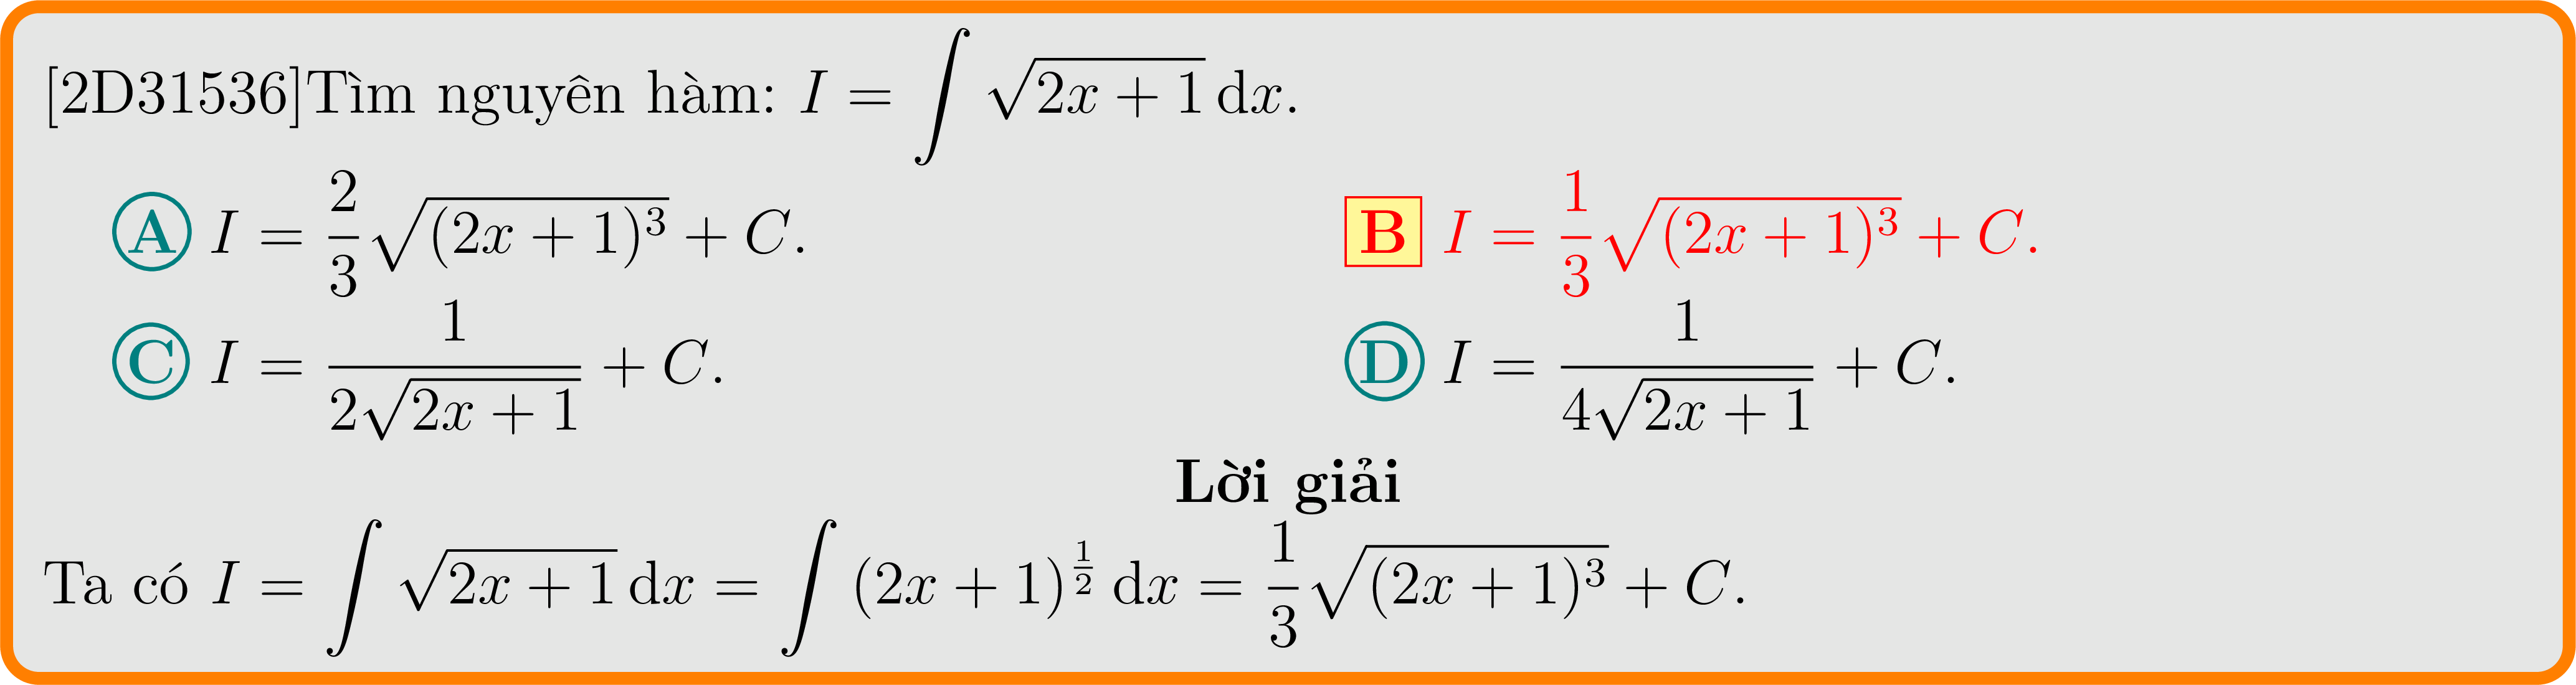 [2D31536]Tìm nguyên hàm: $I = \int \sqrt{2x+1}\,\mathrm{d}x.$
A $I = \frac{2}{3}\sqrt{(2x+1)^3} + C.$ B $I = \frac{1}{3}\sqrt{(2x+1)^3} + C.$
C $I = \frac{1}{2\sqrt{2x+1}} + C.$ D $I = \frac{1}{4\sqrt{2x+1}} + C.$
Lời giải
Ta có $I = \int \sqrt{2x+1}\,\mathrm{d}x = \int (2x+1)^{\frac{1}{2}}\,\mathrm{d}x = \frac{1}{3}\sqrt{(2x+1)^3} + C.$